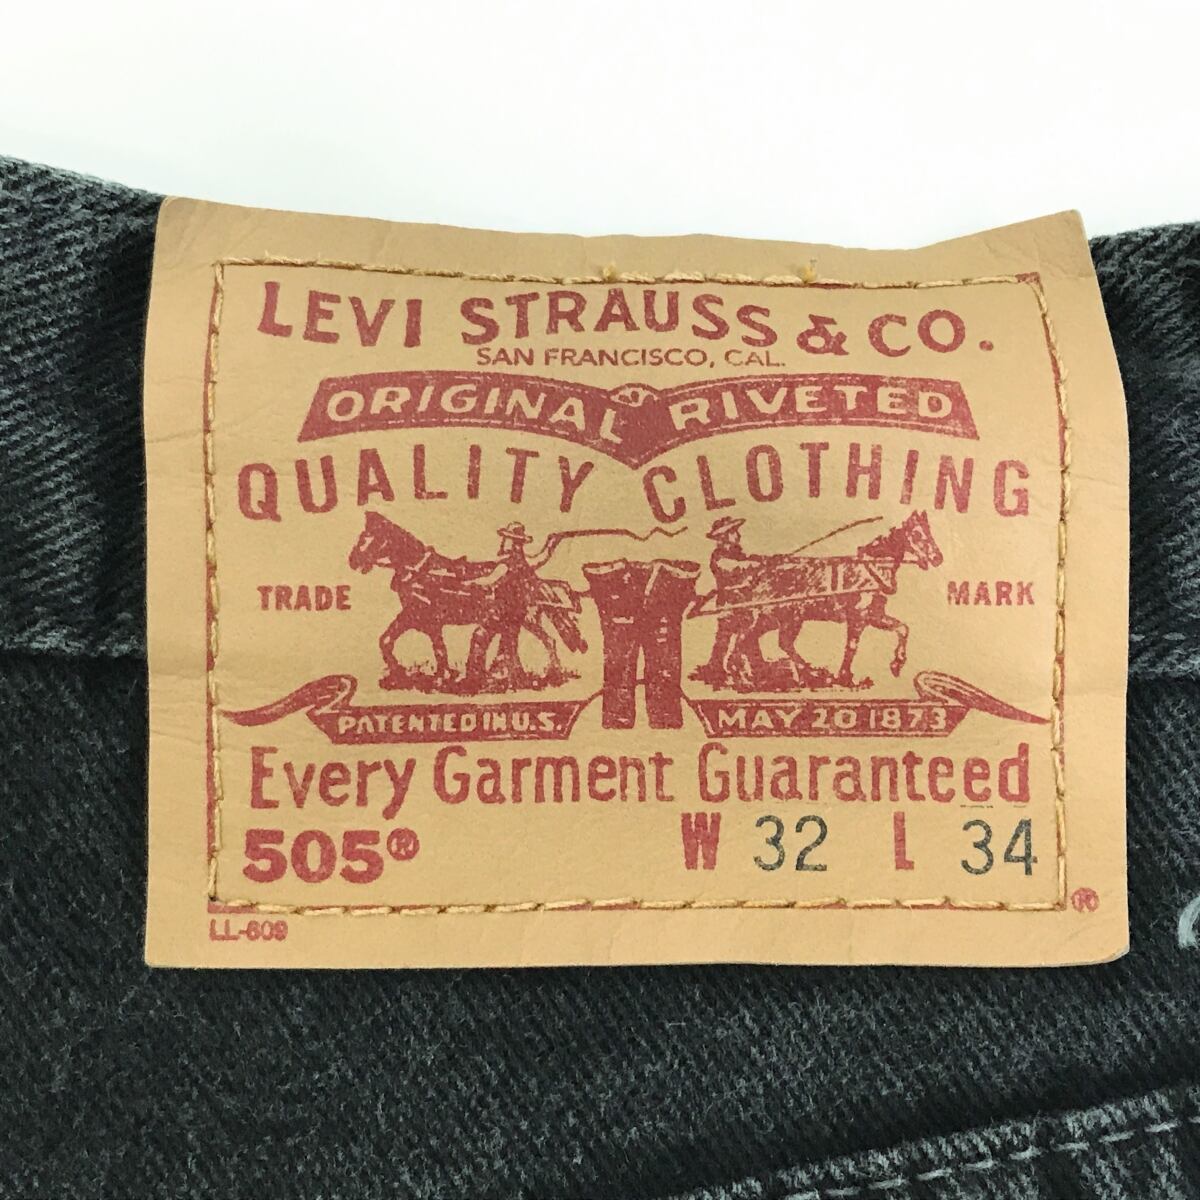 LEVI STRAUSS & CO.
SAN FRANCISCO, CAL.
ORIGINAL RIVETED
QUALITY CLOTHING
TRADE MARK
PATENTED IN U.S. MAY 20 1873
Every Garment Guaranteed
505® W 32 L 34
®
LL-609